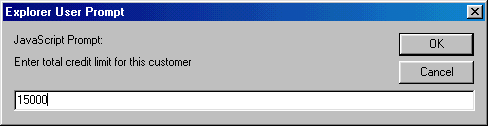 Explorer User Prompt
JavaScript Prompt:
OK
Enter total credit limit for this customer
Cancel
15000